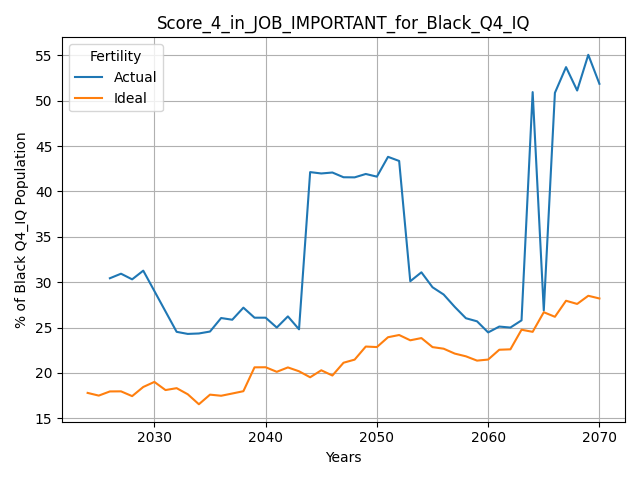 Score_4_in_JOB_IMPORTANT_for_Black_Q4_IQ
Fertility
Actual
Ideal
% of Black Q4_IQ Population
55
50
45
40
35
30
25
20
15
2030 2040 2050 2060 2070
Years